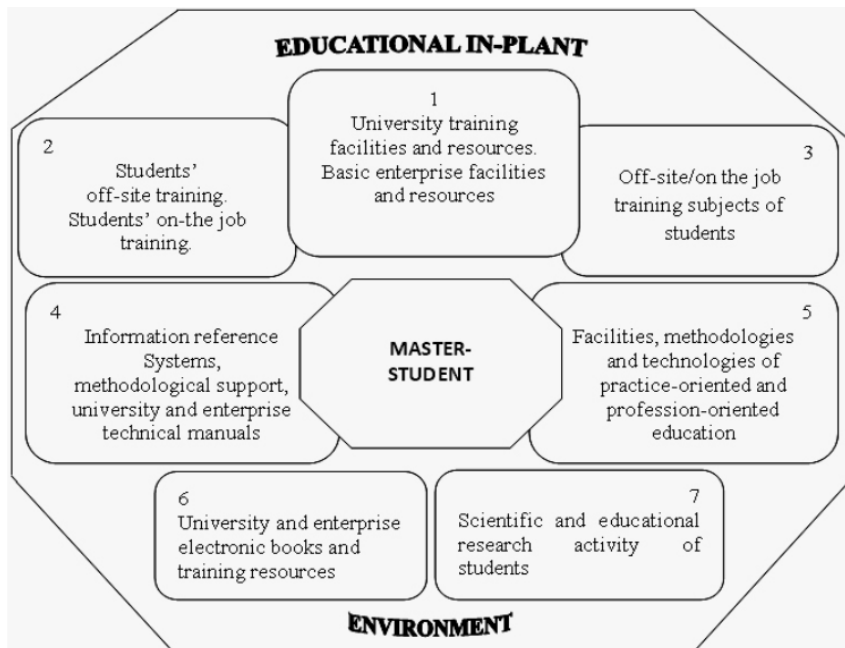 EDUCATIONAL IN-PLANT
1
University training
facilities and resources.
Basic enterprise facilities
and resources
2
Students’
off-site training.
Students’ on-the job
training.
3
Off-site/on the job
training subjects of
students
4
Information reference
Systems,
methodological support,
university and enterprise
technical manuals
MASTER-
STUDENT
5
Facilities, methodologies
and technologies of
practice-oriented and
profession-oriented
education
6
University and enterprise
electronic books and
training resources
7
Scientific and educational
research activity of
students
ENVIRONMENT